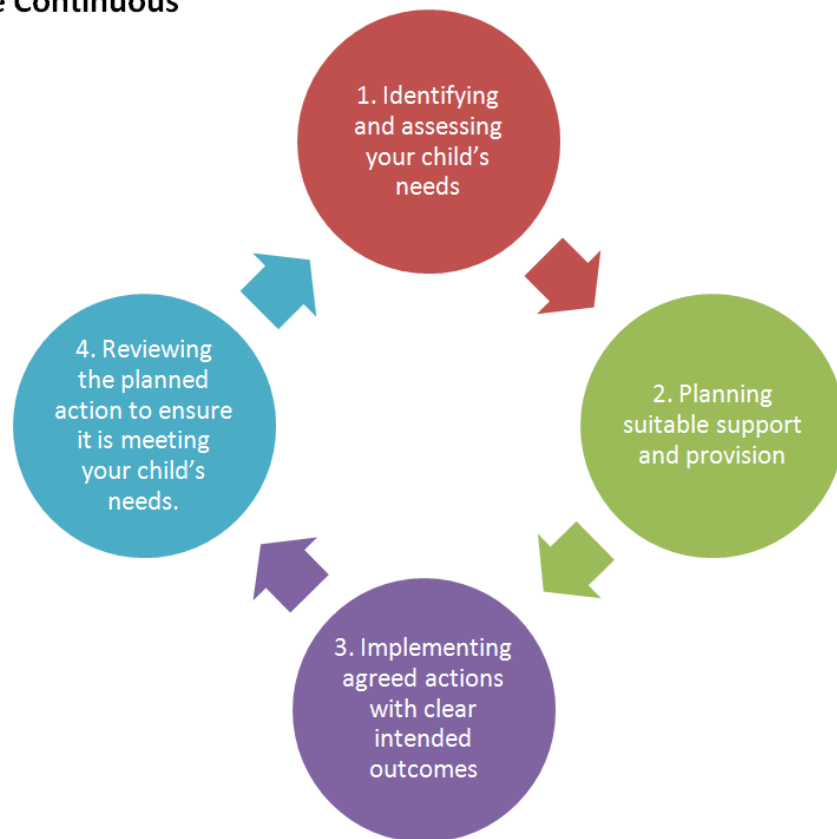 e Continuous
1. Identifying
and assessing
your child's
needs
2. Planning
suitable support
and provision
3. Implementing
agreed actions
with clear
intended
outcomes
4. Reviewing
the planned
action to ensure
it is meeting
your child's
needs.